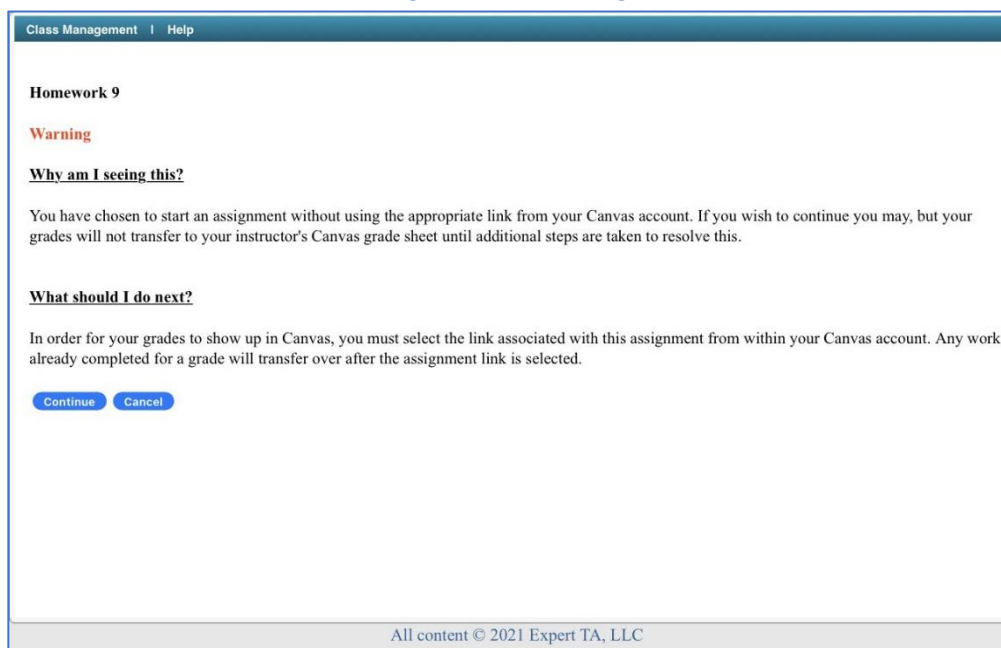 Class Management | Help
Homework 9
Warning
Why am I seeing this?
You have chosen to start an assignment without using the appropriate link from your Canvas account. If you wish to continue you may, but your
grades will not transfer to your instructor's Canvas grade sheet until additional steps are taken to resolve this.
What should I do next?
In order for your grades to show up in Canvas, you must select the link associated with this assignment from within your Canvas account. Any work
already completed for a grade will transfer over after the assignment link is selected.
Continue Cancel
All content © 2021 Expert TA, LLC